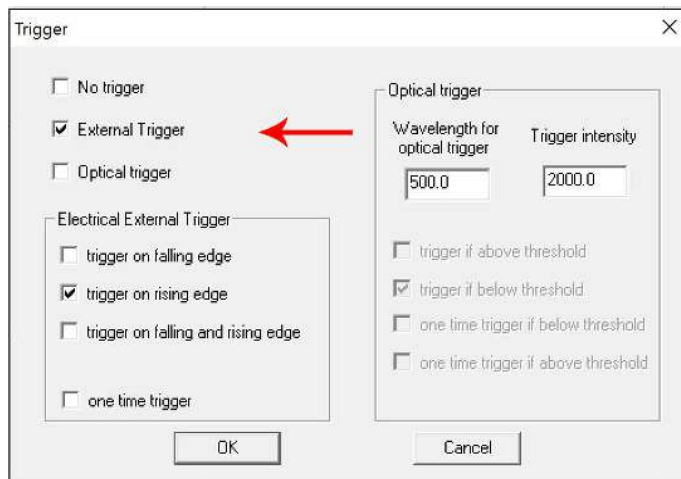 Trigger
No trigger
External Trigger
Optical trigger
Electrical External Trigger
trigger on falling edge
trigger on rising edge
trigger on falling and rising edge
one time trigger
Optical trigger
Wavelength for
optical trigger
Trigger intensity
500.0
2000.0
trigger if above threshold
trigger if below threshold
one time trigger if below threshold
one time trigger if above threshold
OK
Cancel